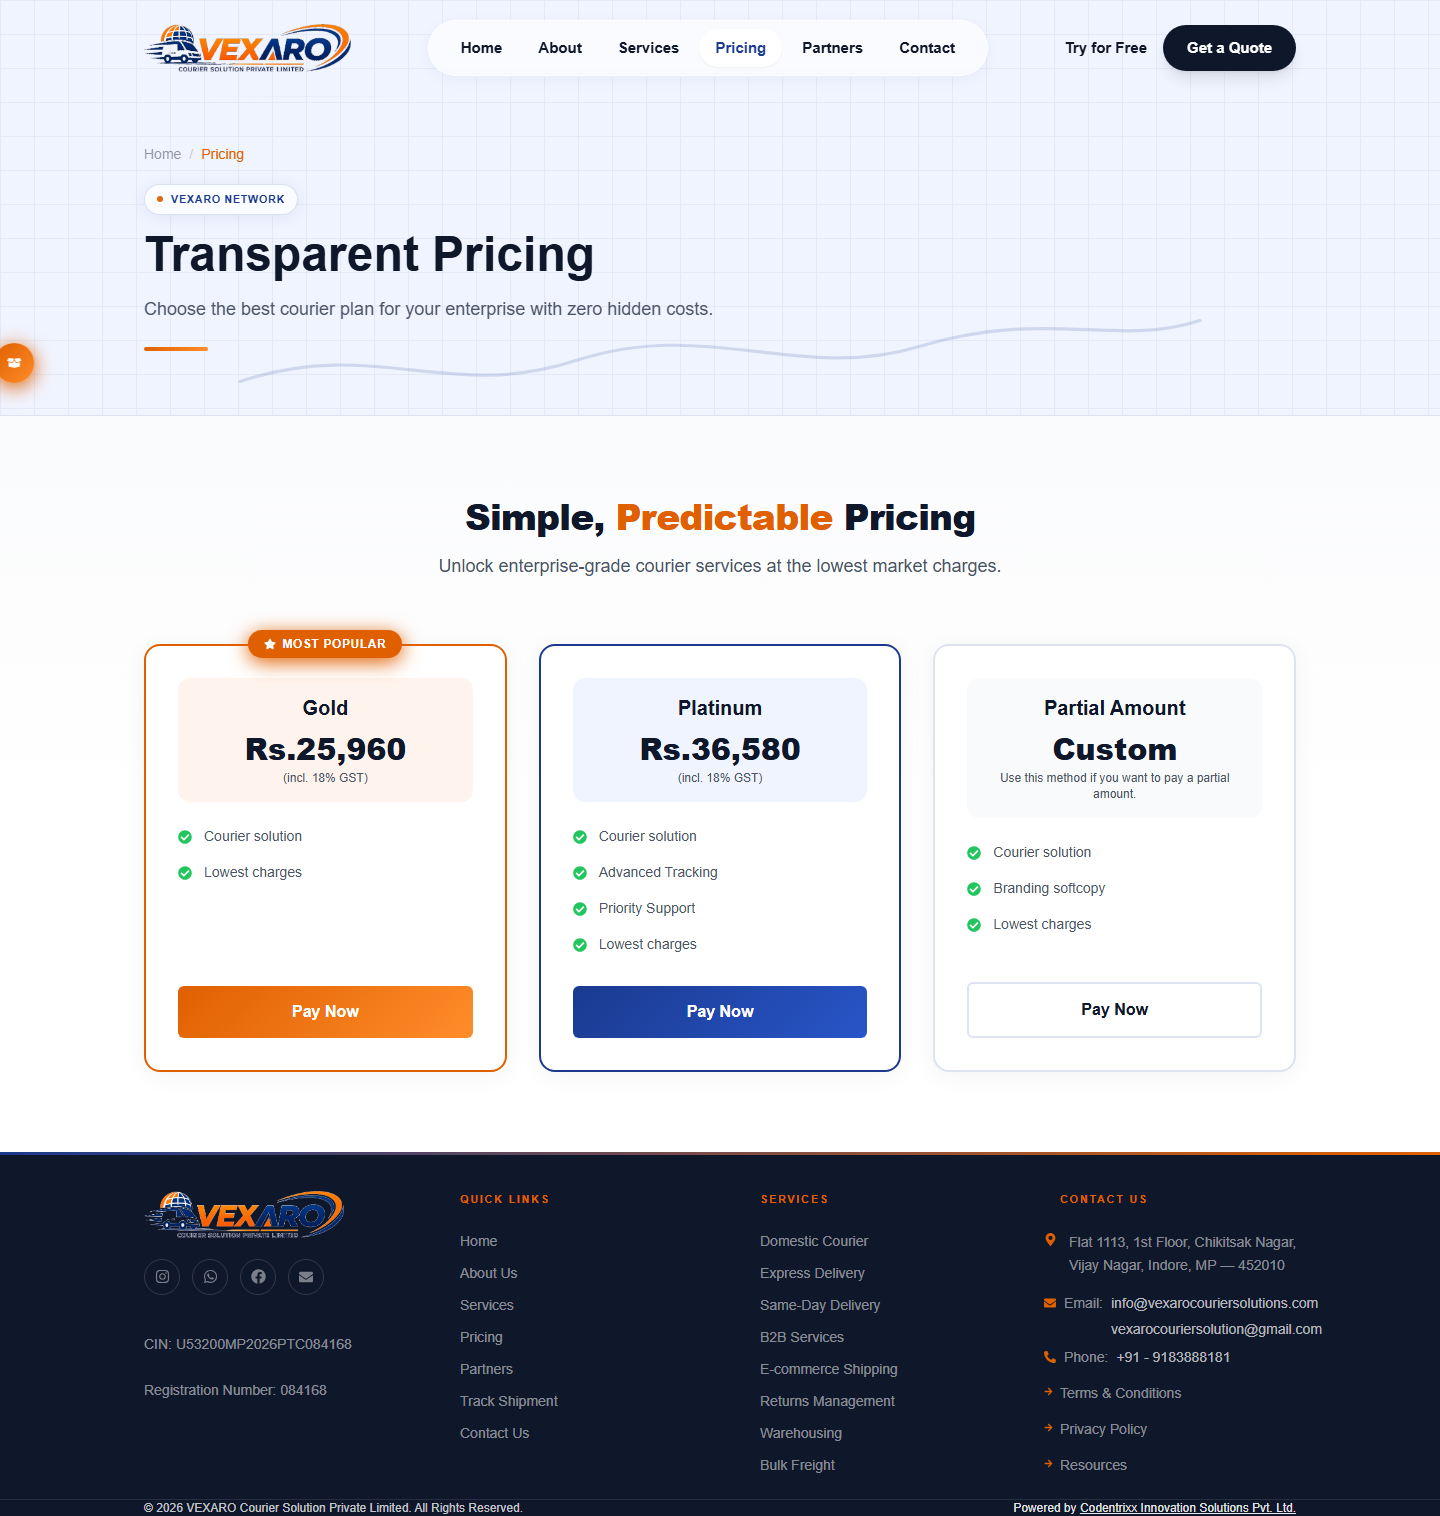 VEXARO
COURIER SOLUTION PRIVATE LIMITED
Home About Services Pricing Partners Contact
Try for Free Get a Quote
Home / Pricing
VEXARO NETWORK
Transparent Pricing
Choose the best courier plan for your enterprise with zero hidden costs.
Simple, Predictable Pricing
Unlock enterprise-grade courier services at the lowest market charges.
MOST POPULAR
Gold
Rs.25,960
(incl. 18% GST)
Courier solution
Lowest charges
Pay Now
Platinum
Rs.36,580
(incl. 18% GST)
Courier solution
Advanced Tracking
Priority Support
Lowest charges
Pay Now
Partial Amount
Custom
Use this method if you want to pay a partial
amount.
Courier solution
Branding softcopy
Lowest charges
Pay Now
VEXARO
COURIER SOLUTION PRIVATE LIMITED
CIN: U53200MP2026PTC084168
Registration Number: 084168
QUICK LINKS
Home
About Us
Services
Pricing
Partners
Track Shipment
Contact Us
SERVICES
Domestic Courier
Express Delivery
Same-Day Delivery
B2B Services
E-commerce Shipping
Returns Management
Warehousing
Bulk Freight
CONTACT US
Flat 1113, 1st Floor, Chikitsak Nagar,
Vijay Nagar, Indore, MP — 452010
Email: info@vexarocouriersolutions.com
vexarocouriersolution@gmail.com
Phone: +91 - 9183888181
Terms & Conditions
Privacy Policy
Resources
© 2026 VEXARO Courier Solution Private Limited. All Rights Reserved.
Powered by Codentrixx Innovation Solutions Pvt. Ltd.